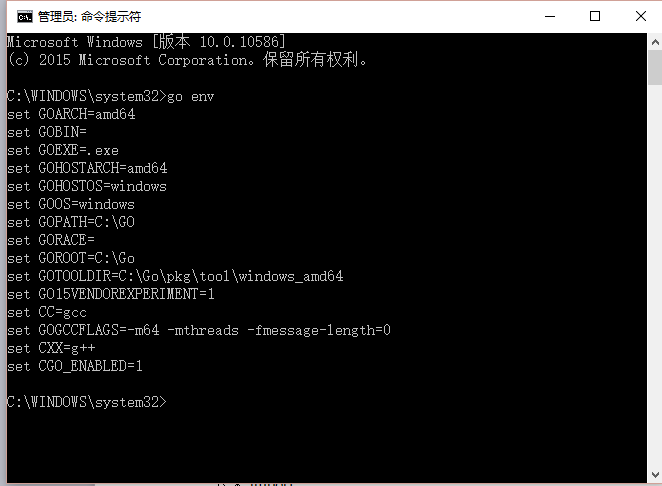 管理员: 命令提示符
Microsoft Windows [版本 10.0.10586]
(c) 2015 Microsoft Corporation。保留所有权利。
C:\WINDOWS\system32>go env
set GOARCH=amd64
set GOBIN=
set GOEXE=.exe
set GOHOSTARCH=amd64
set GOHOSTOS=windows
set GOOS=windows
set GOPATH=C:\GO
set GORACE=
set GOROOT=C:\Go
set GOTOOLDIR=C:\Go\pkg\tool\windows_amd64
set GO15VENDOREXPERIMENT=1
set CC=gcc
set GOGCCFLAGS=-m64 -mthreads -fmessage-length=0
set CXX=g++
set CGO_ENABLED=1
C:\WINDOWS\system32>